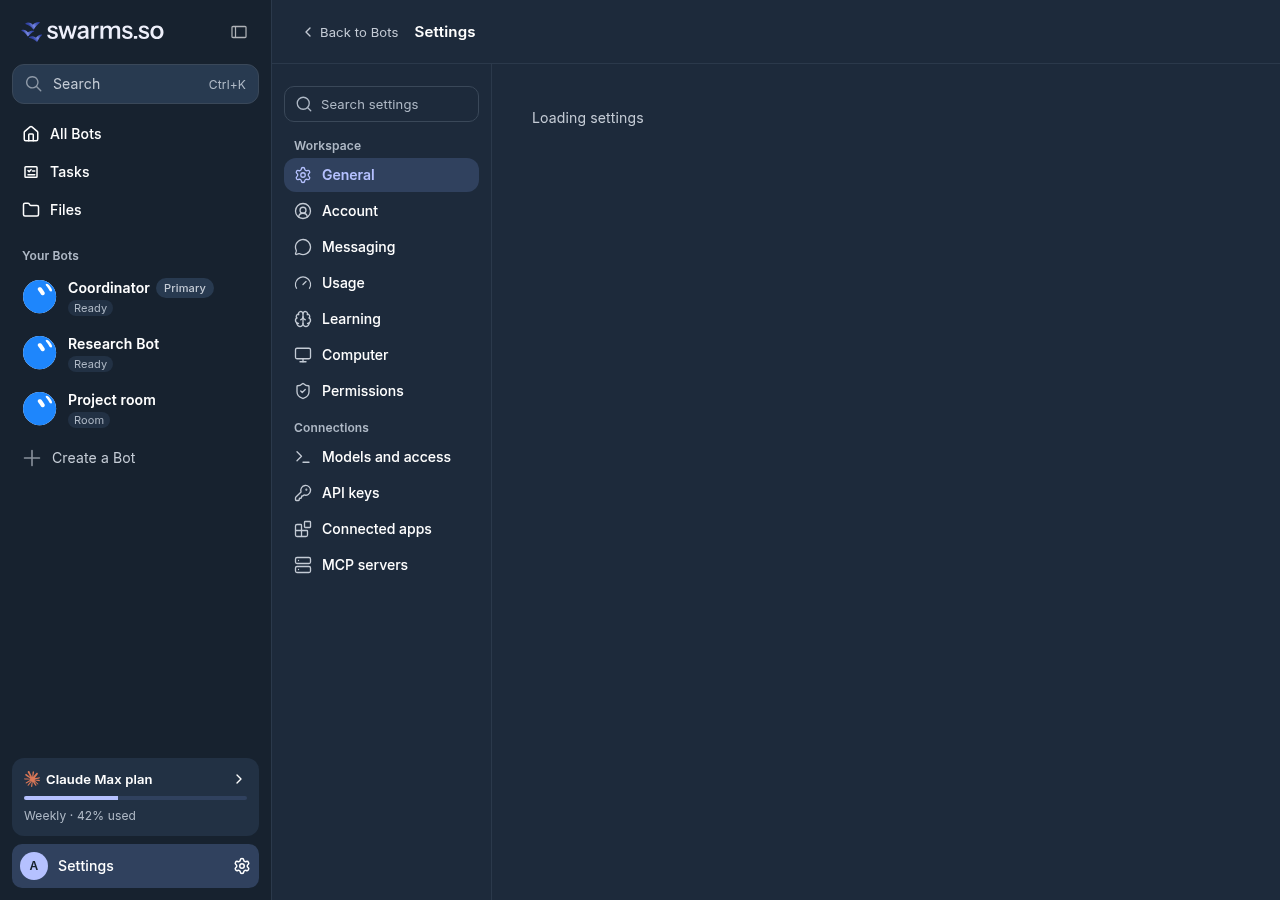 swarms.so
Search Ctrl+K
All Bots
Tasks
Files
Your Bots
Coordinator Primary
Ready
Research Bot
Ready
Project room
Room
Create a Bot
Claude Max plan
Weekly · 42% used
A Settings
Back to Bots Settings
Search settings
Workspace
General
Account
Messaging
Usage
Learning
Computer
Permissions
Connections
Models and access
API keys
Connected apps
MCP servers
Loading settings